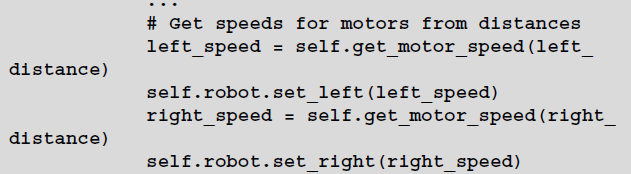 ...
# Get speeds for motors from distances
left_speed = self.get_motor_speed(left_
distance)
self.robot.set_left(left_speed)
right_speed = self.get_motor_speed(right_
distance)
self.robot.set_right(right_speed)